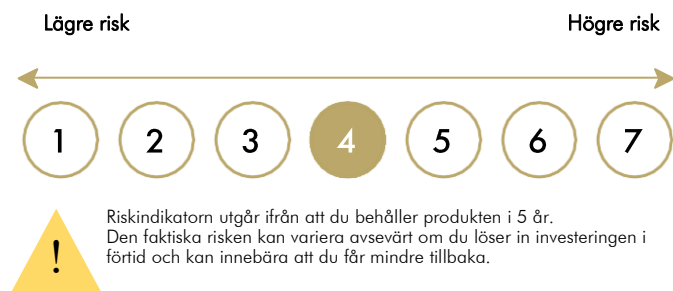 Lägre risk Högre risk
1 2 3 4 5 6 7
Riskindikatorn utgår ifrån att du behåller produkten i 5 år.
Den faktiska risken kan variera avsevärt om du löser in investeringen i
förtid och kan innebära att du får mindre tillbaka.
!